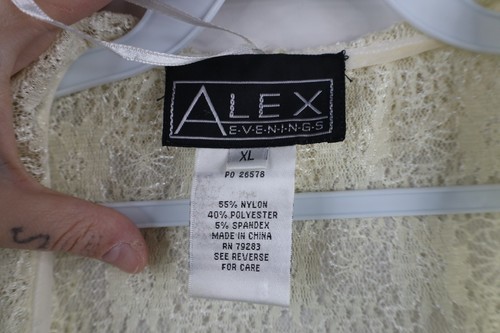 ALEX
E·V·E·N·I·N·G·S
XL
PO 26578
55% NYLON
40% POLYESTER
5% SPANDEX
MADE IN CHINA
RN 79283
SEE REVERSE
FOR CARE